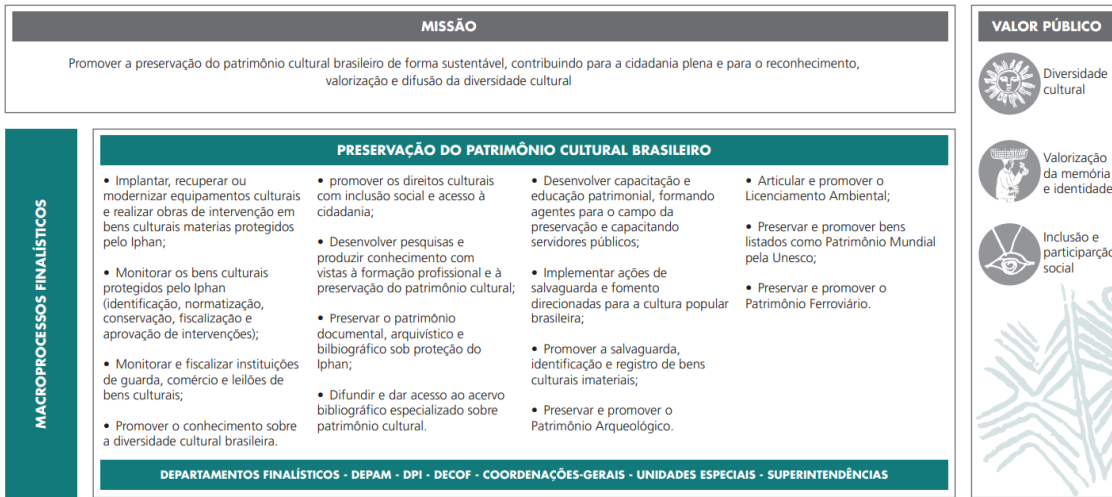 MISSÃO
Promover a preservação do patrimônio cultural brasileiro de forma sustentável, contribuindo para a cidadania plena e para o reconhecimento,
valorização e difusão da diversidade cultural
MACROPROCESSOS FINALÍSTICOS
PRESERVAÇÃO DO PATRIMÔNIO CULTURAL BRASILEIRO
• Implantar, recuperar ou
modernizar equipamentos culturais
e realizar obras de intervenção em
bens culturais materias protegidos
pelo Iphan;
• Monitorar os bens culturais
protegidos pelo Iphan
(identificação, normatização,
conservação, fiscalização e
aprovação de intervenções);
• Monitorar e fiscalizar instituições
de guarda, comércio e leilões de
bens culturais;
• Promover o conhecimento sobre
a diversidade cultural brasileira.
• promover os direitos culturais
com inclusão social e acesso à
cidadania;
• Desenvolver pesquisas e
produzir conhecimento com
vistas à formação profissional e à
preservação do patrimônio cultural;
• Preservar o patrimônio
documental, arquivístico e
bilbiográfico sob proteção do
Iphan;
• Difundir e dar acesso ao acervo
bibliográfico especializado sobre
patrimônio cultural.
• Desenvolver capacitação e
educação patrimonial, formando
agentes para o campo da
preservação e capacitando
servidores públicos;
• Implementar ações de
salvaguarda e fomento
direcionadas para a cultura popular
brasileira;
• Promover a salvaguarda,
identificação e registro de bens
culturais imateriais;
• Preservar e promover o
Patrimônio Arqueológico.
• Articular e promover o
Licenciamento Ambiental;
• Preservar e promover bens
listados como Patrimônio Mundial
pela Unesco;
• Preservar e promover o
Patrimônio Ferroviário.
DEPARTAMENTOS FINALÍSTICOS - DEPAM - DPI - DECOF - COORDENAÇÕES-GERAIS - UNIDADES ESPECIAIS - SUPERINTENDÊNCIAS
VALOR PÚBLICO
Diversidade
cultural
Valorização
da memória
e identidade
Inclusão e
participarção
social